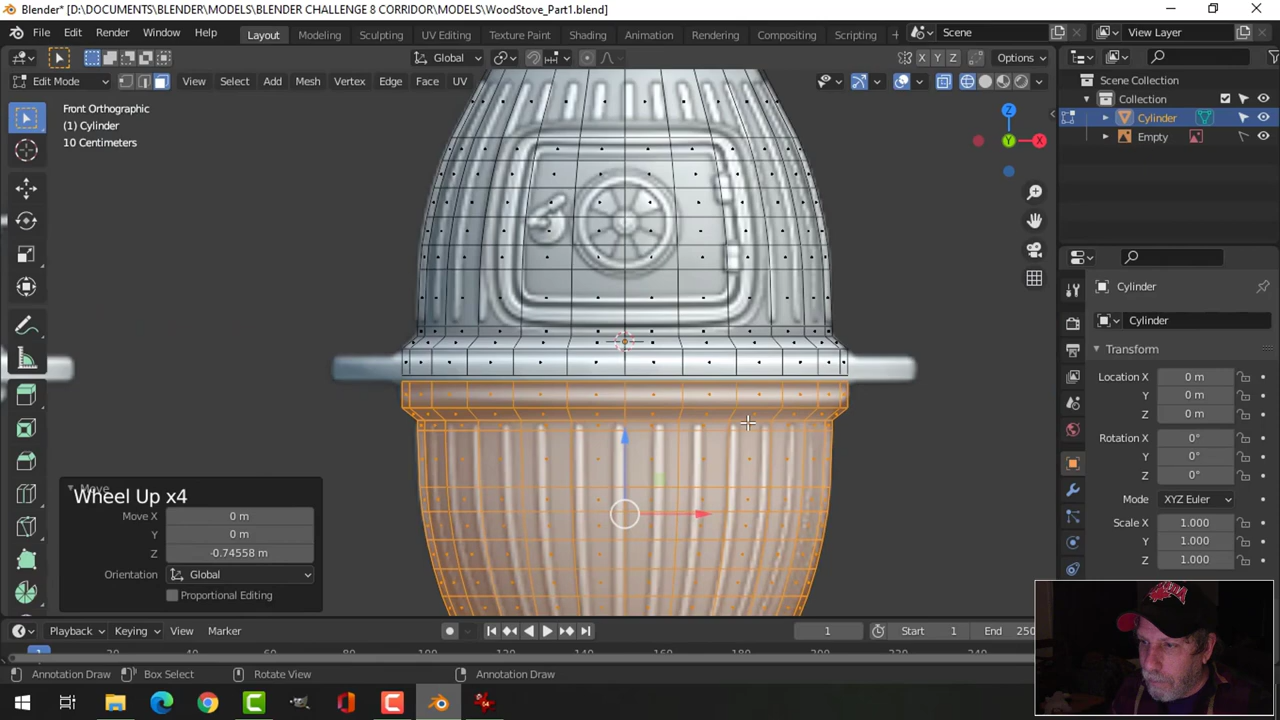 Blender* [D:\DOCUMENTS\BLENDER\MODELS\BLENDER CHALLENGE 8 CORRIDOR\MODELS\WoodStove_Part1.blend]
File Edit Render Window Help Layout Modeling Sculpting UV Editing Texture Paint Shading Animation Rendering Compositing Scripting Scene View Layer
Global X Y Z Options
Edit Mode View Select Add Mesh Vertex Edge Face UV
Scene Collection
Collection
Cylinder
Empty
Front Orthographic
(1) Cylinder
10 Centimeters
Z
Y
X
Cylinder
Cylinder
Transform
Location X 0 m
Y 0 m
Z 0 m
Rotation X 0°
Y 0°
Z 0°
Mode XYZ Euler
Scale X 1.000
Y 1.000
Z 1.000
Move
Wheel Up x4
Move X 0 m
Y 0 m
Z -0.74558 m
Orientation Global
Proportional Editing
Playback Keying View Marker 1 Start 1 End 250
Annotation Draw Box Select Rotate View Annotation Draw